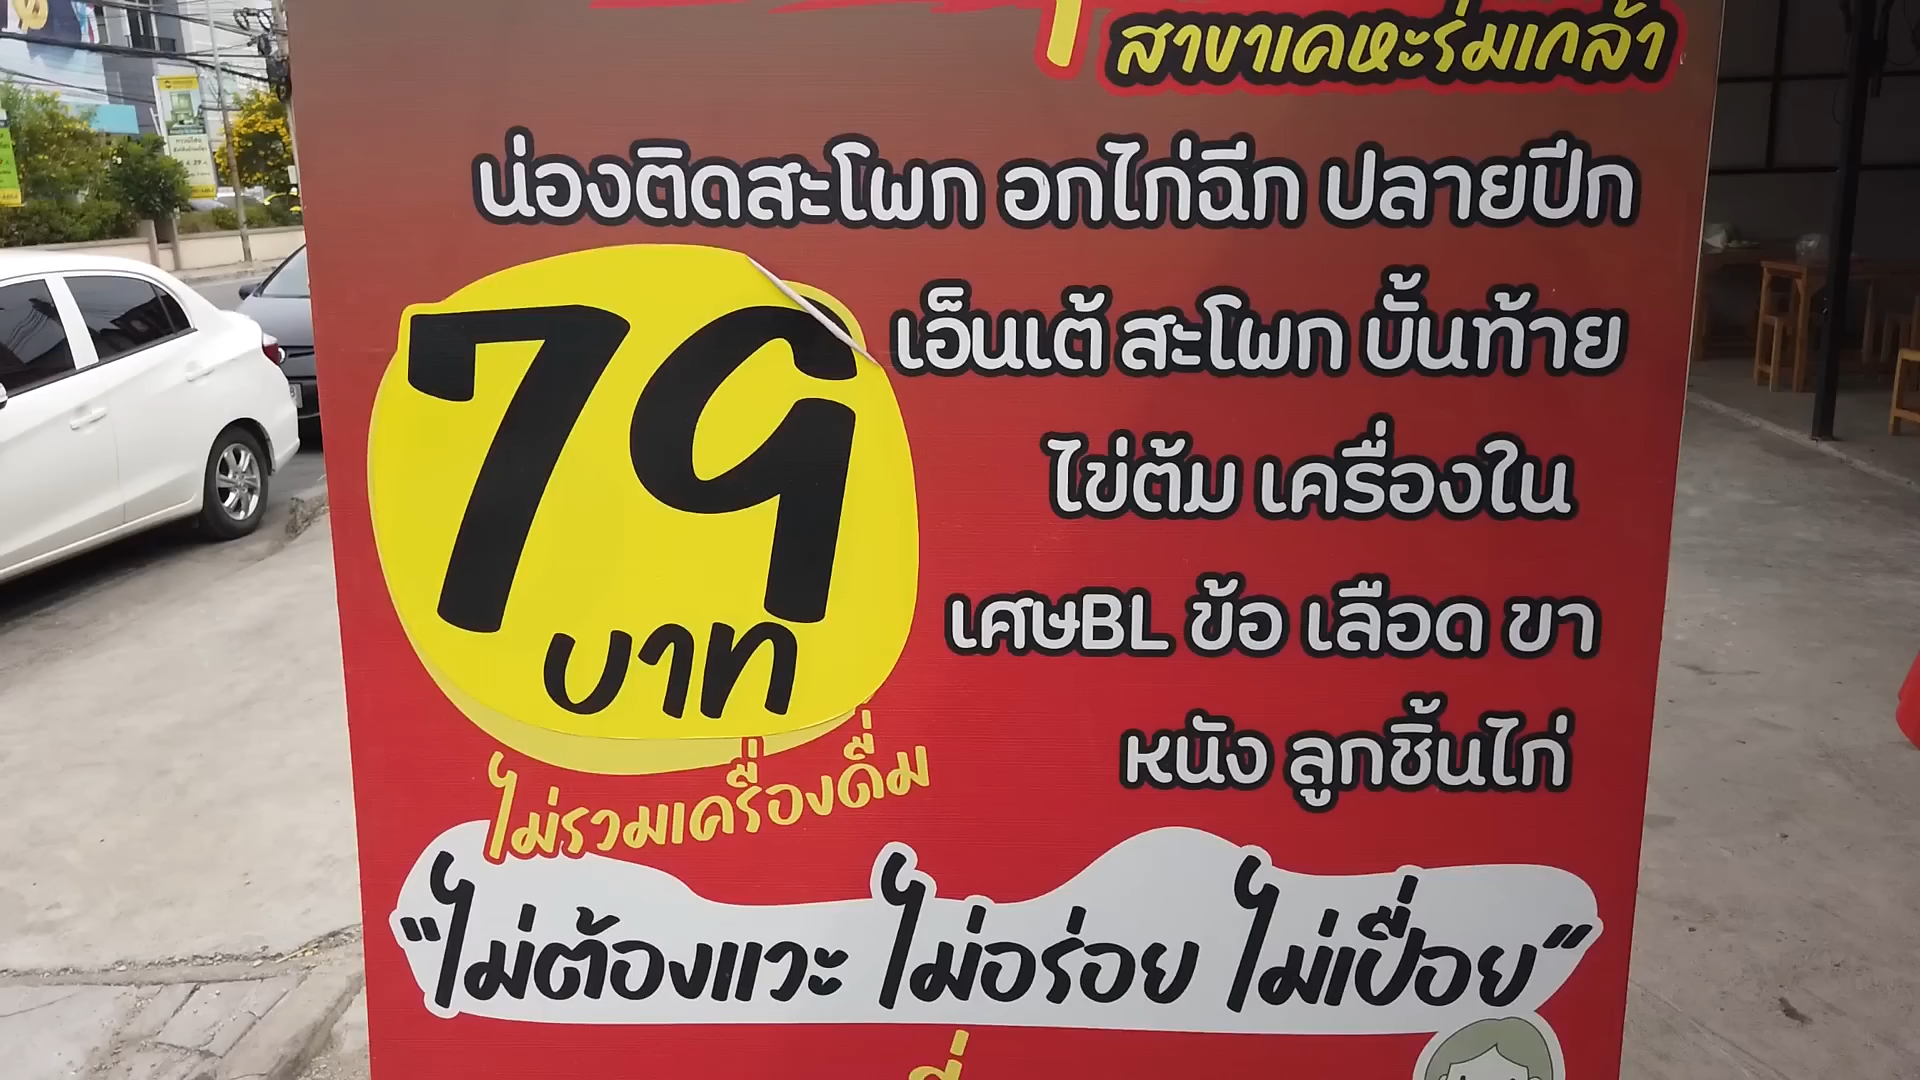 สาขาเคหะร่มเกล้า
น่องติดสะโพก อกไก่ฉีก ปลายปีก
79
บาท
เอ็นเต้ สะโพก บั้นท้าย
ไข่ต้ม เครื่องใน
เศษBL ข้อ เลือด ขา
หนัง ลูกชิ้นไก่
ไม่รวมเครื่องดื่ม
"ไม่ต้องแวะ ไม่อร่อย ไม่เปื่อย"